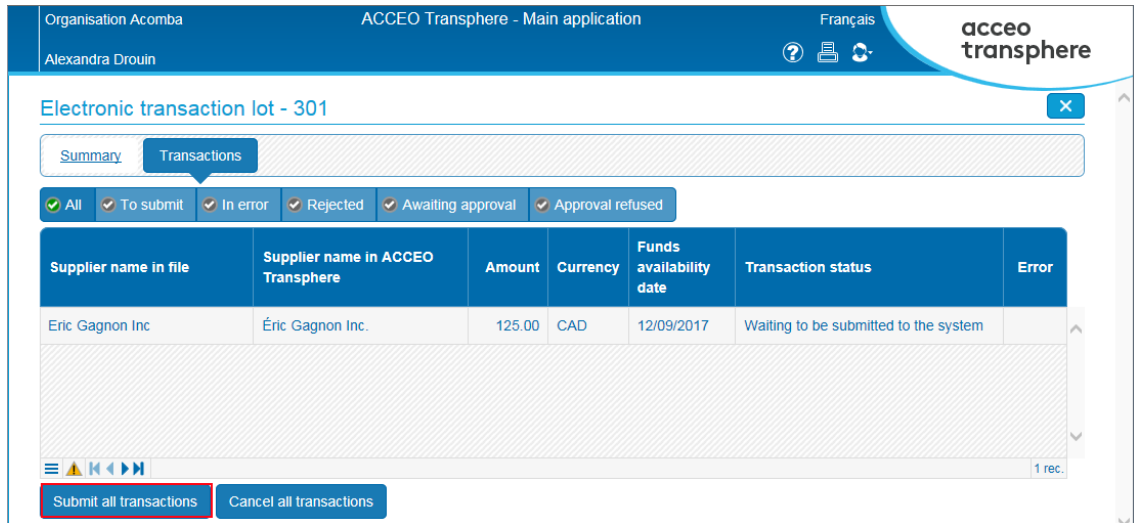 Organisation Acomba
ACCEO Transphere - Main application
Français
acceo
transphere
Alexandra Drouin
?
Electronic transaction lot - 301
Summary
Transactions
All
To submit
In error
Rejected
Awaiting approval
Approval refused
Supplier name in file
Supplier name in ACCEO
Transphere
Amount
Currency
Funds
availability
date
Transaction status
Error
Eric Gagnon Inc
Éric Gagnon Inc.
125.00
CAD
12/09/2017
Waiting to be submitted to the system
1 rec.
Submit all transactions
Cancel all transactions